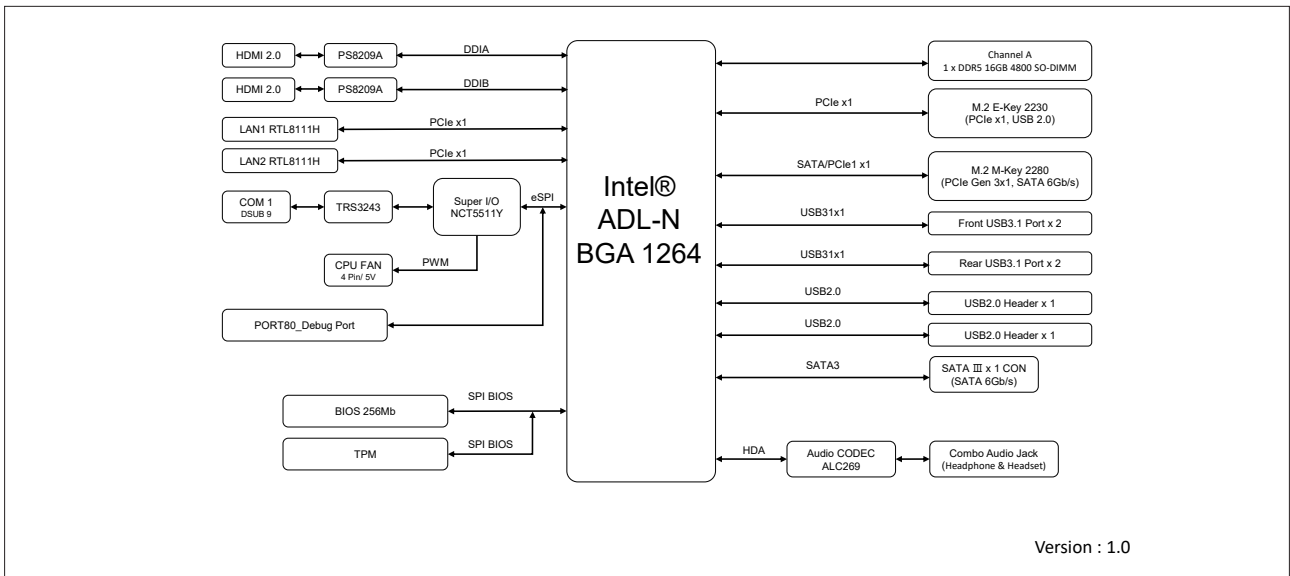 HDMI 2.0
PS8209A
DDIA
HDMI 2.0
PS8209A
DDIB
LAN1 RTL8111H
PCIe x1
LAN2 RTL8111H
PCIe x1
COM 1
DSUB 9
TRS3243
Super I/O
NCT5511Y
eSPI
CPU FAN
4 Pin/ 5V
PWM
PORT80_Debug Port
BIOS 256Mb
SPI BIOS
TPM
SPI BIOS
Intel®
ADL-N
BGA 1264
Channel A
1 x DDR5 16GB 4800 SO-DIMM
PCIe x1
M.2 E-Key 2230
(PCIe x1, USB 2.0)
SATA/PCIe1 x1
M.2 M-Key 2280
(PCIe Gen 3x1, SATA 6Gb/s)
USB31x1
Front USB3.1 Port x 2
USB31x1
Rear USB3.1 Port x 2
USB2.0
USB2.0 Header x 1
USB2.0
USB2.0 Header x 1
SATA3
SATA Ⅲ x 1 CON
(SATA 6Gb/s)
HDA
Audio CODEC
ALC269
Combo Audio Jack
(Headphone & Headset)
Version : 1.0